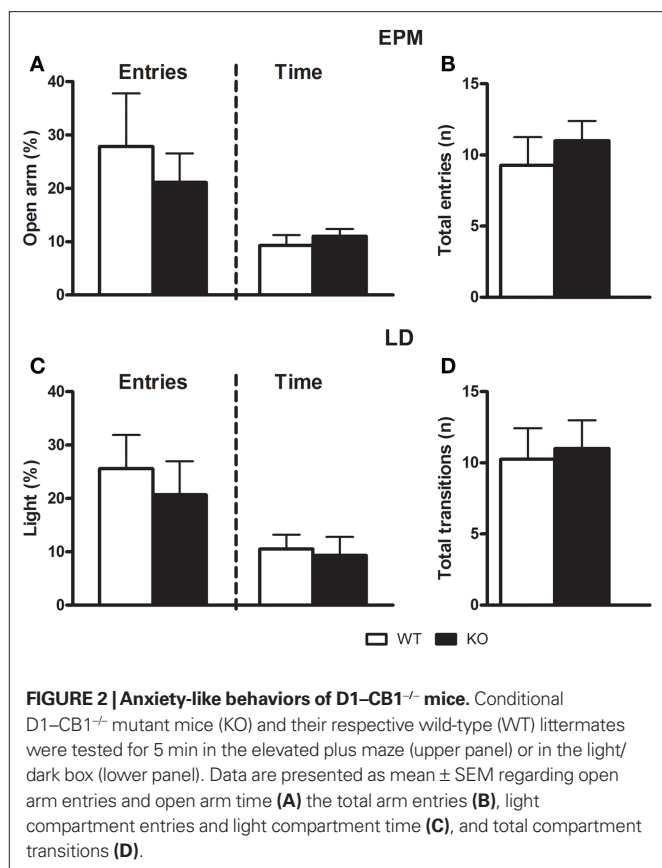 EPM
A
Entries
Time
B
40
30
20
10
0
Open arm (%)
15
10
5
0
Total entries (n)
LD
C
Entries
Time
D
40
30
20
10
0
Light (%)
15
10
5
0
Total transitions (n)
WT KO
FIGURE 2 | Anxiety-like behaviors of D1–CB1⁻/⁻ mice. Conditional
D1–CB1⁻/⁻ mutant mice (KO) and their respective wild-type (WT) littermates
were tested for 5 min in the elevated plus maze (upper panel) or in the light/
dark box (lower panel). Data are presented as mean ± SEM regarding open
arm entries and open arm time (A) the total arm entries (B), light
compartment entries and light compartment time (C), and total compartment
transitions (D).